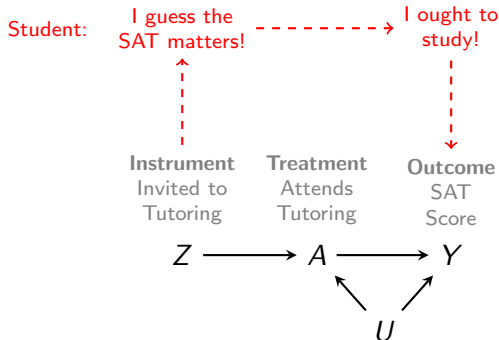 Student:
I guess the
SAT matters!
I ought to
study!
Instrument
Invited to
Tutoring
Treatment
Attends
Tutoring
Outcome
SAT
Score
Z
A
Y
U